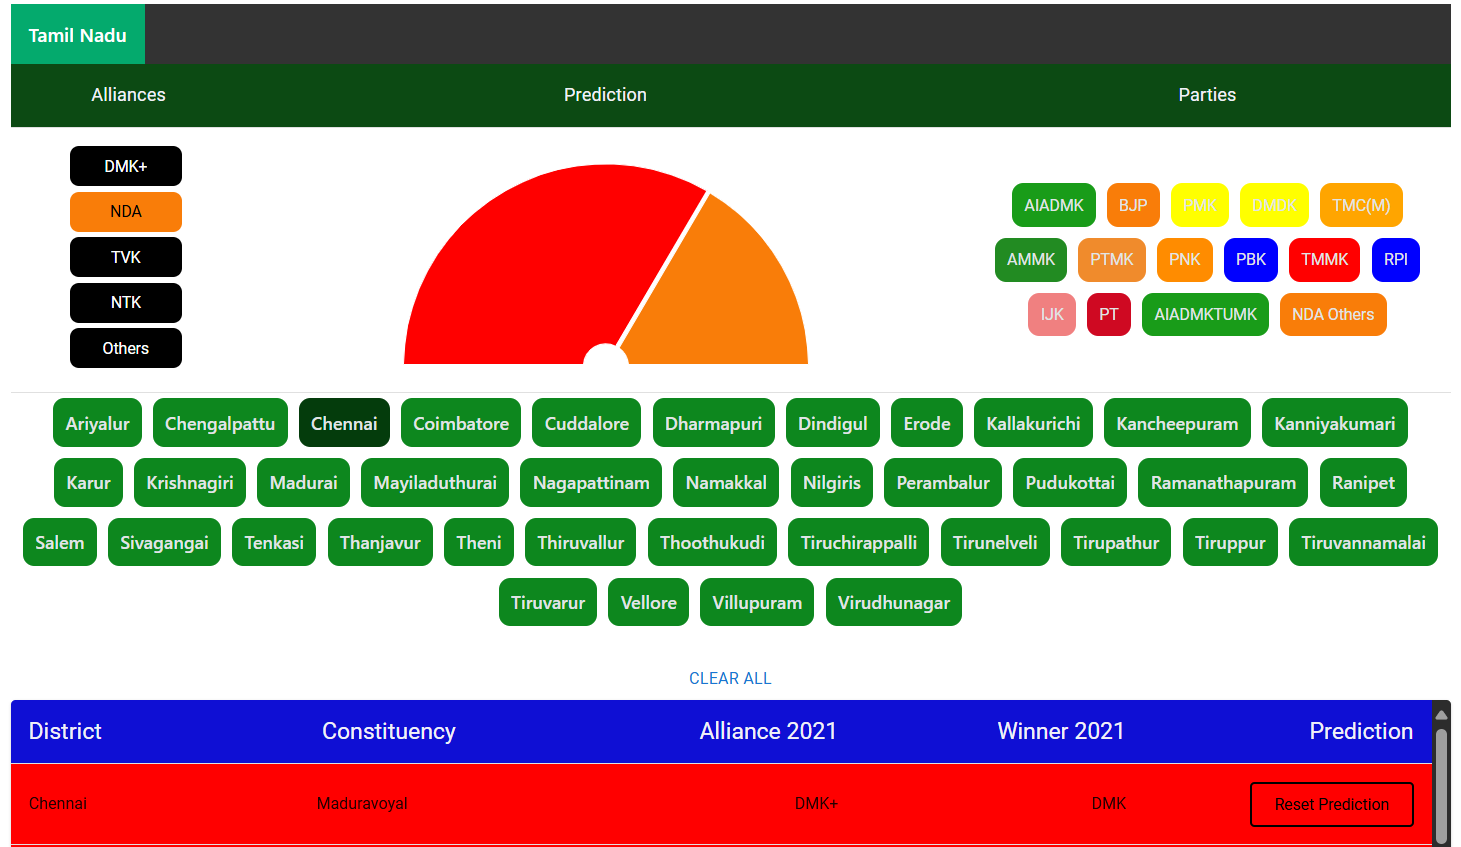 Tamil Nadu
Alliances Prediction Parties
DMK+
NDA
TVK
NTK
Others
AIADMK BJP PMK DMDK TMC(M)
AMMK PTMK PNK PBK TMMK RPI
IJK PT AIADMKTUMK NDA Others
Ariyalur Chengalpattu Chennai Coimbatore Cuddalore Dharmapuri Dindigul Erode Kallakurichi Kancheepuram Kanniyakumari
Karur Krishnagiri Madurai Mayiladuthurai Nagapattinam Namakkal Nilgiris Perambalur Pudukottai Ramanathapuram Ranipet
Salem Sivagangai Tenkasi Thanjavur Theni Thiruvallur Thoothukudi Tiruchirappalli Tirunelveli Tirupathur Tiruppur Tiruvannamalai
Tiruvarur Vellore Villupuram Virudhunagar
CLEAR ALL
District Constituency Alliance 2021 Winner 2021 Prediction
Chennai Maduravoyal DMK+ DMK Reset Prediction